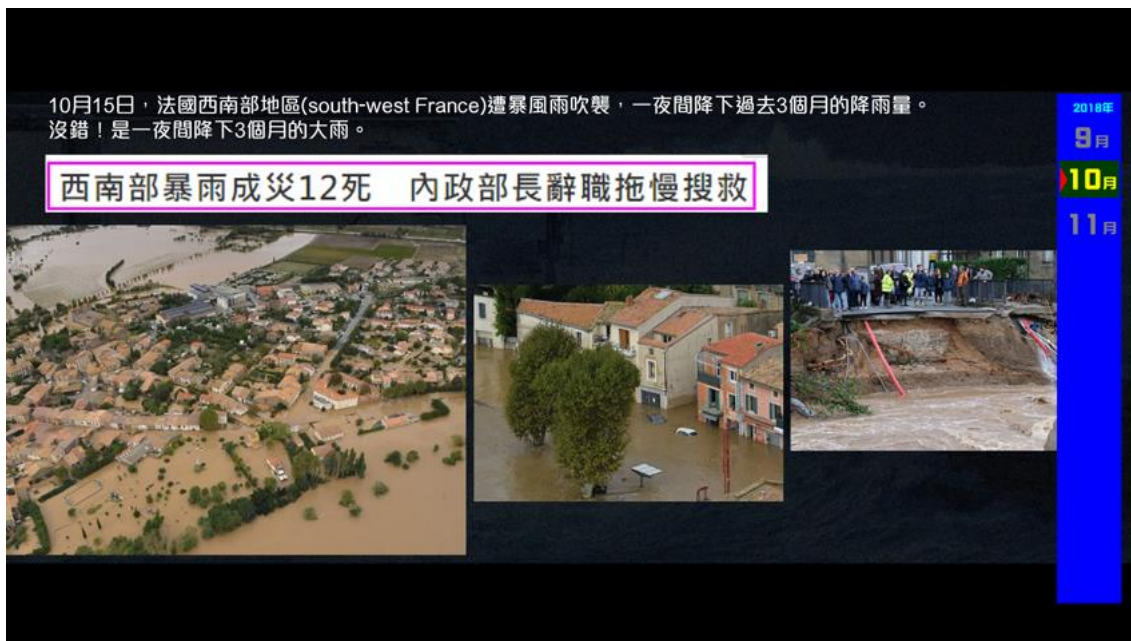 10月15日，法國西南部地區(south-west France)遭暴風雨吹襲，一夜間降下過去3個月的降雨量。
沒錯！是一夜間降下3個月的大雨。
西南部暴雨成災12死　內政部長辭職拖慢搜救
2018年
9月
10月
11月